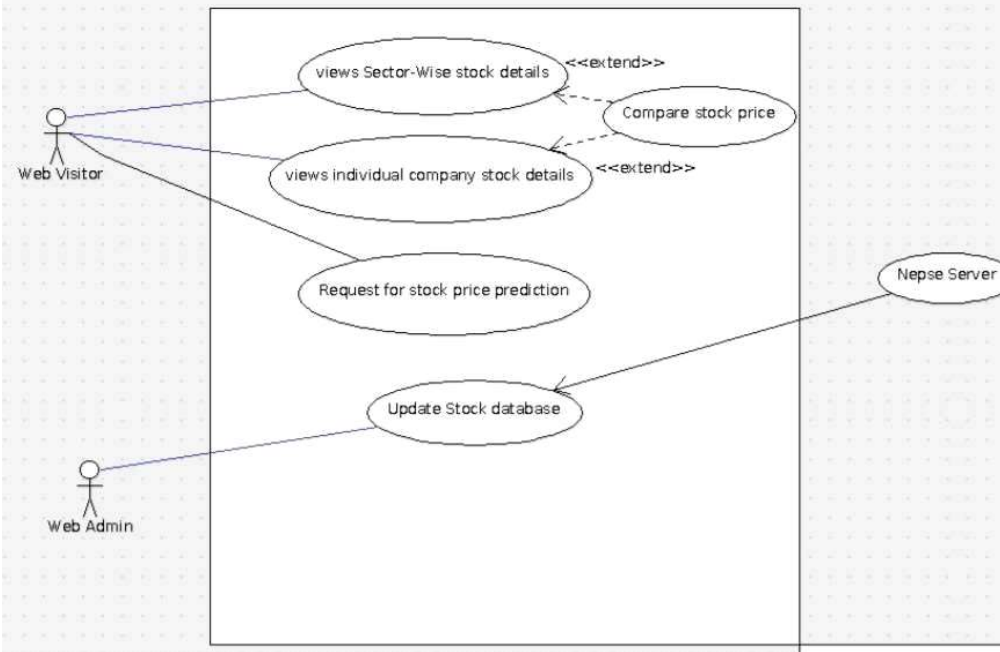 views Sector-Wise stock details
<<extend>>
Compare stock price
Web Visitor
views individual company stock details
<<extend>>
Request for stock price prediction
Nepse Server
Update Stock database
Web Admin